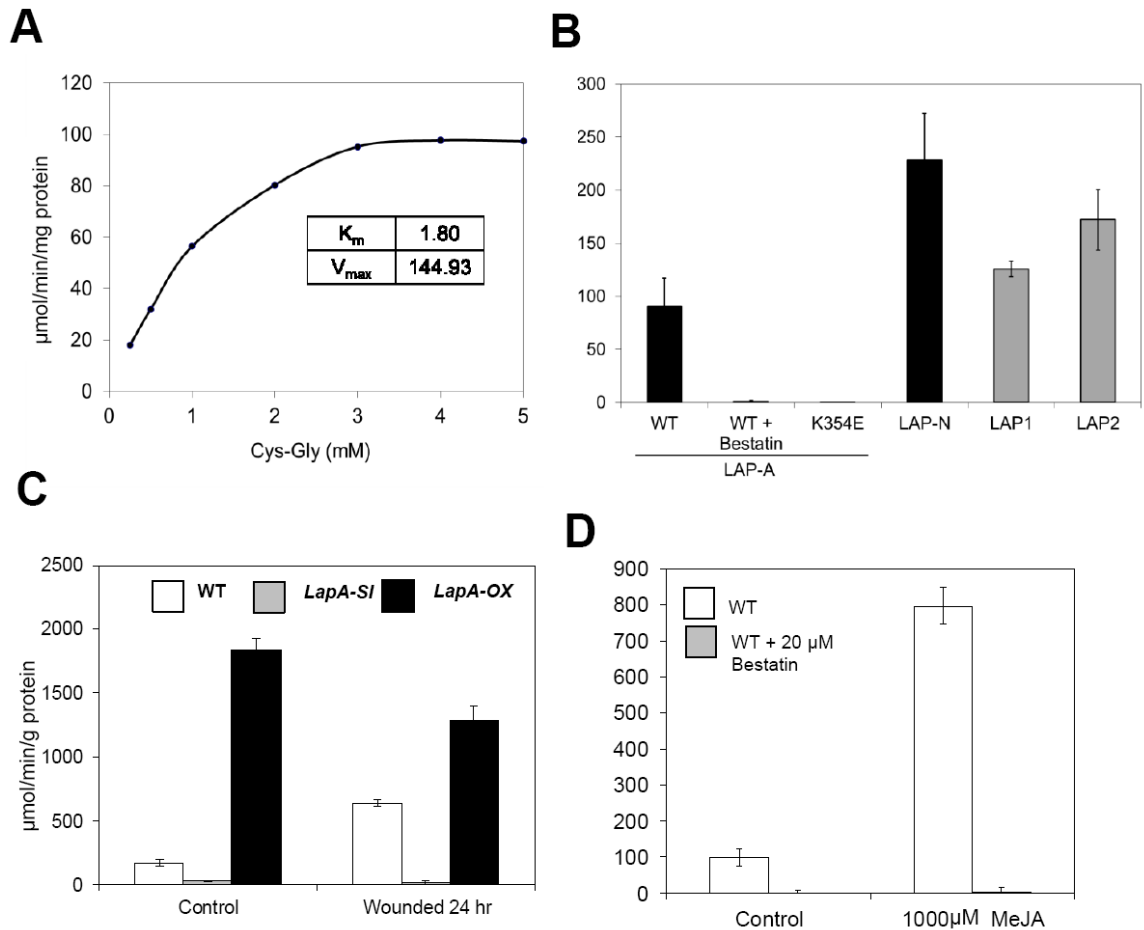 A
120
100
80
60
40
20
0
µmol/min/mg protein
Km 1.80
Vmax 144.93
0 1 2 3 4 5
Cys-Gly (mM)
B
300
250
200
150
100
50
0
WT WT + Bestatin K354E LAP-N LAP1 LAP2
LAP-A
C
2500
2000
1500
1000
500
0
µmol/min/g protein
WT LapA-SI LapA-OX
Control Wounded 24 hr
D
900
800
700
600
500
400
300
200
100
0
WT
WT + 20 µM
Bestatin
Control 1000µM MeJA